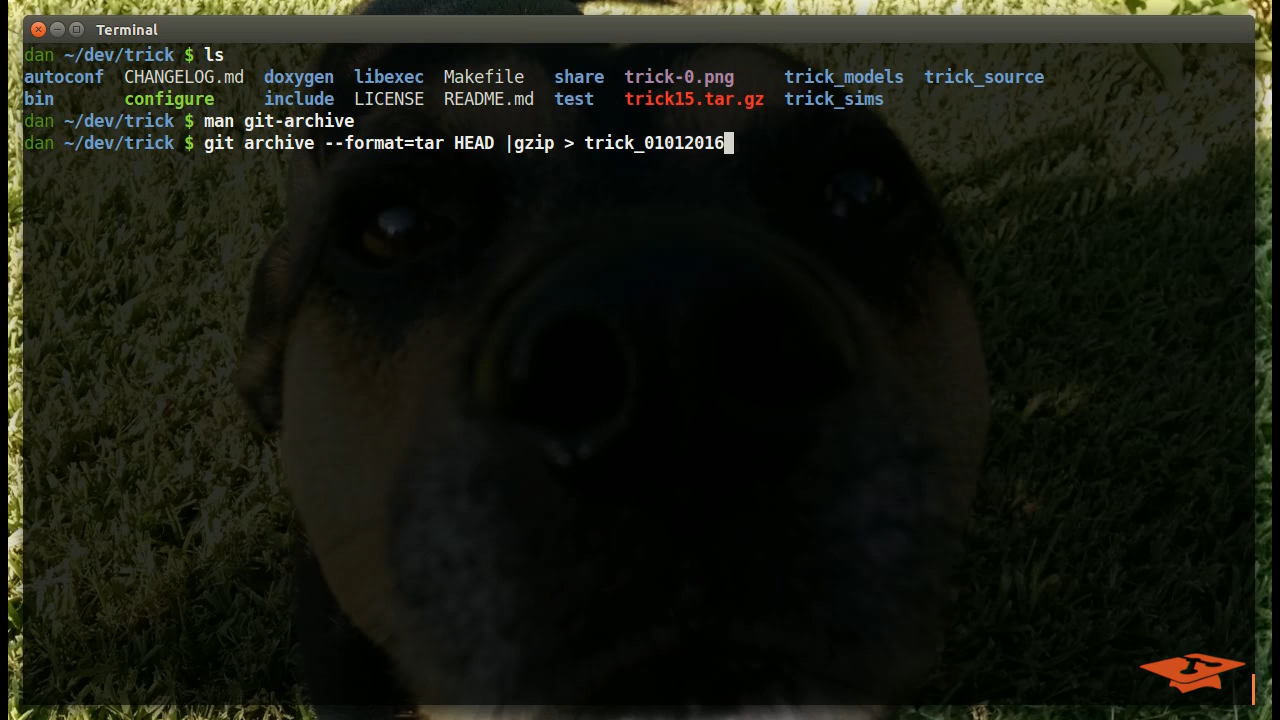 Terminal
dan ~/dev/trick $ ls
autoconf CHANGELOG.md doxygen libexec Makefile share trick-0.png trick_models trick_source
bin configure include LICENSE README.md test trick15.tar.gz trick_sims
dan ~/dev/trick $ man git-archive
dan ~/dev/trick $ git archive --format=tar HEAD |gzip > trick_01012016